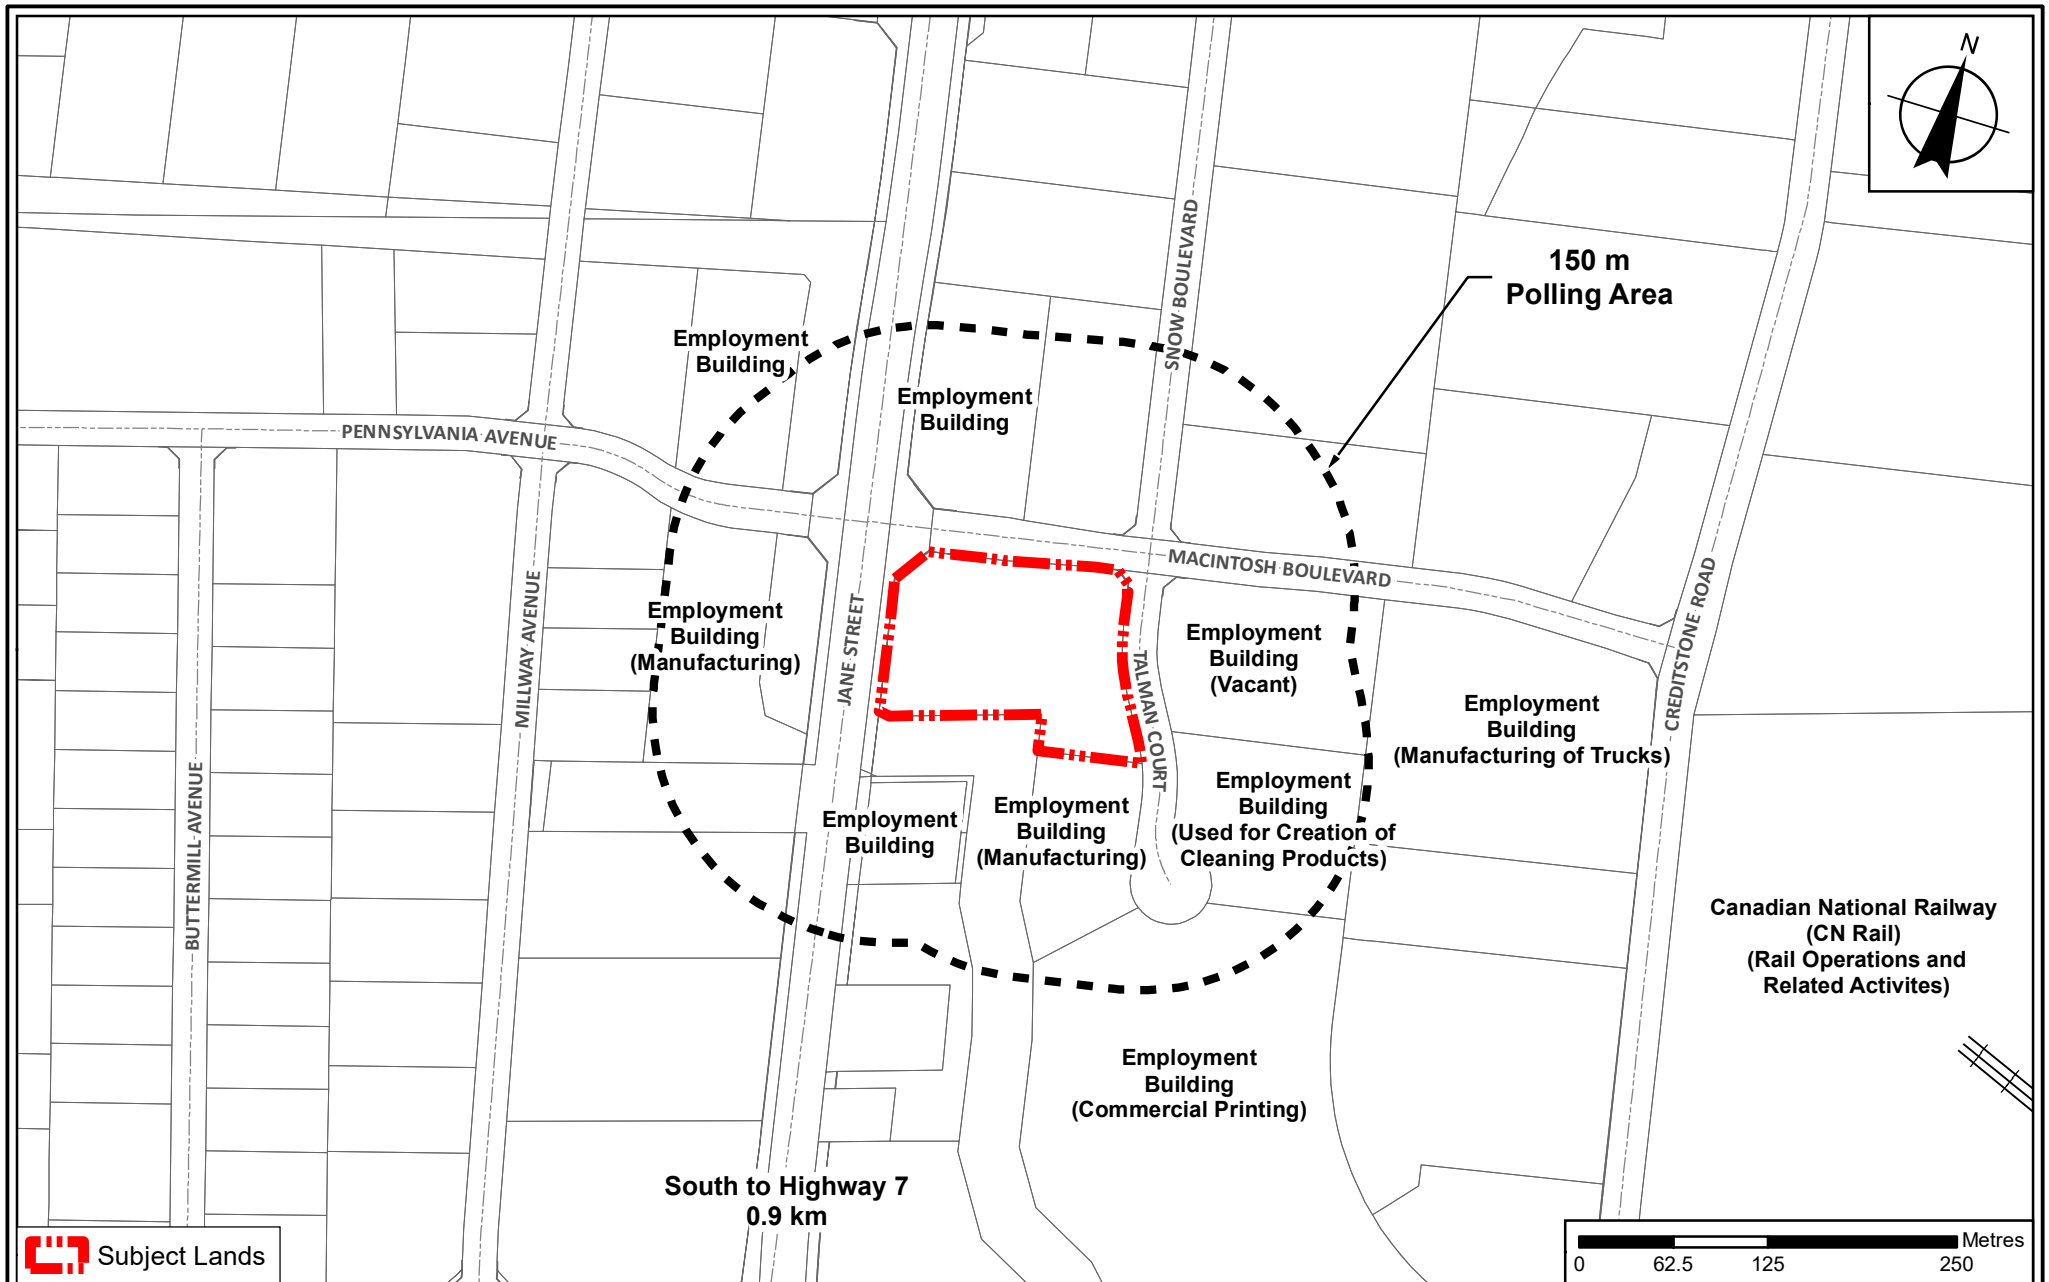 N
SNOW BOULEVARD
150 m
Polling Area
Employment
Building
Employment
Building
PENNSYLVANIA AVENUE
MACINTOSH BOULEVARD
MILLWAY AVENUE
JANE STREET
TALMAN COURT
CREDITSTONE ROAD
BUTTERMILL AVENUE
Employment
Building
(Manufacturing)
Employment
Building
(Vacant)
Employment
Building
(Manufacturing of Trucks)
Employment
Building
Employment
Building
(Manufacturing)
Employment
Building
(Used for Creation of
Cleaning Products)
Canadian National Railway
(CN Rail)
(Rail Operations and
Related Activites)
Employment
Building
(Commercial Printing)
South to Highway 7
0.9 km
Subject Lands
Metres
0 62.5 125 250